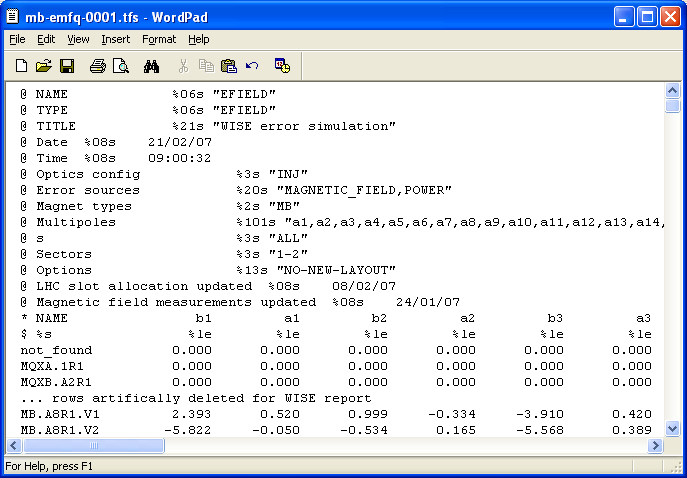 mb-emfq-0001.tfs - WordPad
File Edit View Insert Format Help
@ NAME %06s "EFIELD"
@ TYPE %06s "EFIELD"
@ TITLE %21s "WISE error simulation"
@ Date %08s 21/02/07
@ Time %08s 09:00:32
@ Optics config %3s "INJ"
@ Error sources %20s "MAGNETIC_FIELD,POWER"
@ Magnet types %2s "MB"
@ Multipoles %101s "a1,a2,a3,a4,a5,a6,a7,a8,a9,a10,a11,a12,a13,a14,
@ s %3s "ALL"
@ Sectors %3s "1-2"
@ Options %13s "NO-NEW-LAYOUT"
@ LHC slot allocation updated %08s 08/02/07
@ Magnetic field measurements updated %08s 24/01/07
* NAME b1 a1 b2 a2 b3 a3
$ %s %le %le %le %le %le %le
not_found 0.000 0.000 0.000 0.000 0.000 0.000
MQXA.1R1 0.000 0.000 0.000 0.000 0.000 0.000
MQXB.A2R1 0.000 0.000 0.000 0.000 0.000 0.000
... rows artifically deleted for WISE report
MB.A8R1.V1 2.393 0.520 0.999 -0.334 -3.910 0.420
MB.A8R1.V2 -5.822 -0.050 -0.534 0.165 -5.568 0.389
For Help, press F1